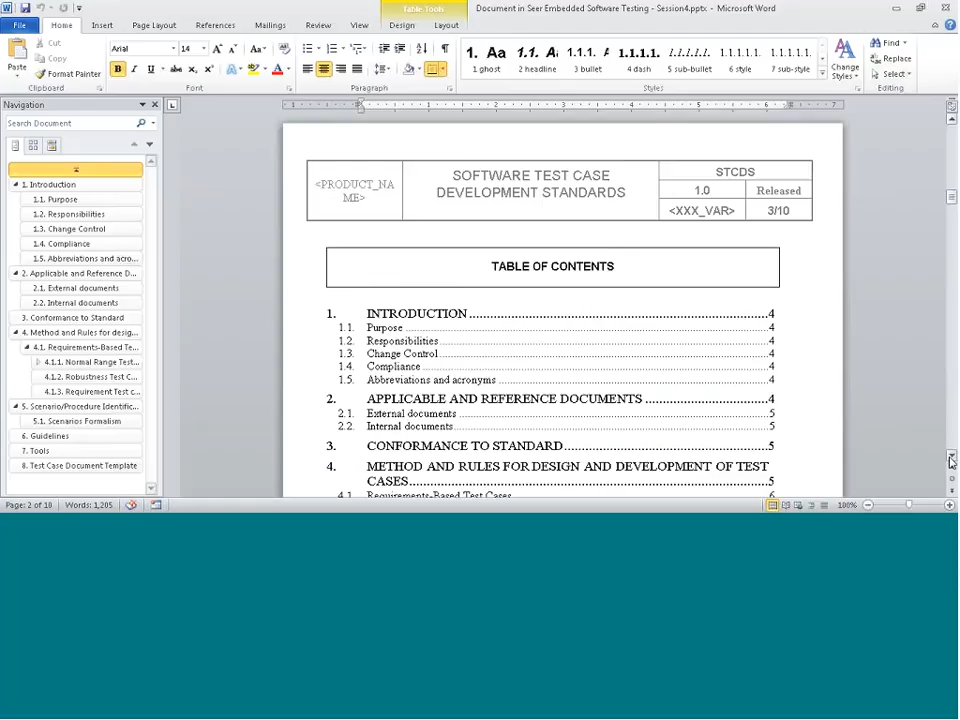 Table Tools
Document in Seer Embedded Software Testing - Session4.pptx - Microsoft Word
File Home Insert Page Layout References Mailings Review View Design Layout
Paste
Cut
Copy
Format Painter
Arial 14
1. Aa 1.1. A 1.1.1. A 1.1.1.1.
1 ghost 2 headline 3 bullet 4 dash 5 sub-bullet 6 style 7 sub-style
Change Styles
Find
Replace
Select
Clipboard Font Paragraph Styles Editing
Navigation
Search Document
1. Introduction
1.1. Purpose
1.2. Responsibilities
1.3. Change Control
1.4. Compliance
1.5. Abbreviations and acro...
2. Applicable and Reference D...
2.1. External documents
2.2. Internal documents
3. Conformance to Standard
4. Method and Rules for desig...
4.1. Requirements-Based Te...
4.1.1. Normal Range Test...
4.1.2. Robustness Test C...
4.1.3. Requirement Test c...
5. Scenario/Procedure Identific...
5.1. Scenarios Formalism
6. Guidelines
7. Tools
8. Test Case Document Template
<PRODUCT_NA
ME>
SOFTWARE TEST CASE
DEVELOPMENT STANDARDS
STCDS
1.0 Released
<XXX_VAR> 3/10
TABLE OF CONTENTS
1. INTRODUCTION 4
1.1. Purpose 4
1.2. Responsibilities 4
1.3. Change Control 4
1.4. Compliance 4
1.5. Abbreviations and acronyms 4
2. APPLICABLE AND REFERENCE DOCUMENTS 4
2.1. External documents 5
2.2. Internal documents 5
3. CONFORMANCE TO STANDARD 5
4. METHOD AND RULES FOR DESIGN AND DEVELOPMENT OF TEST
CASES 5
4.1. Requirements-Based Test Cases 6
Page: 2 of 10 Words: 1,205 100%